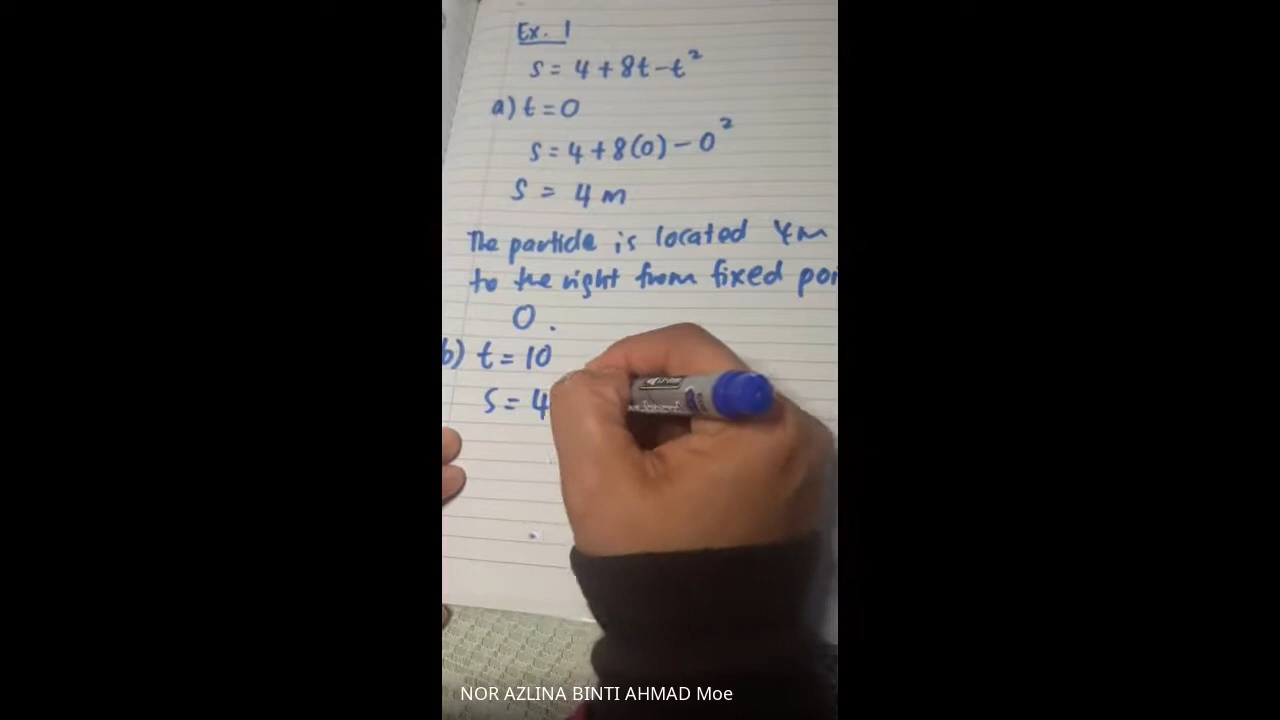 Ex. 1
s = 4 + 8t - t²
a) t = 0
s = 4 + 8(0) - 0²
s = 4 m
The particle is located 4m
to the right from fixed poi
O.
b) t = 10
s = 4
NOR AZLINA BINTI AHMAD Moe